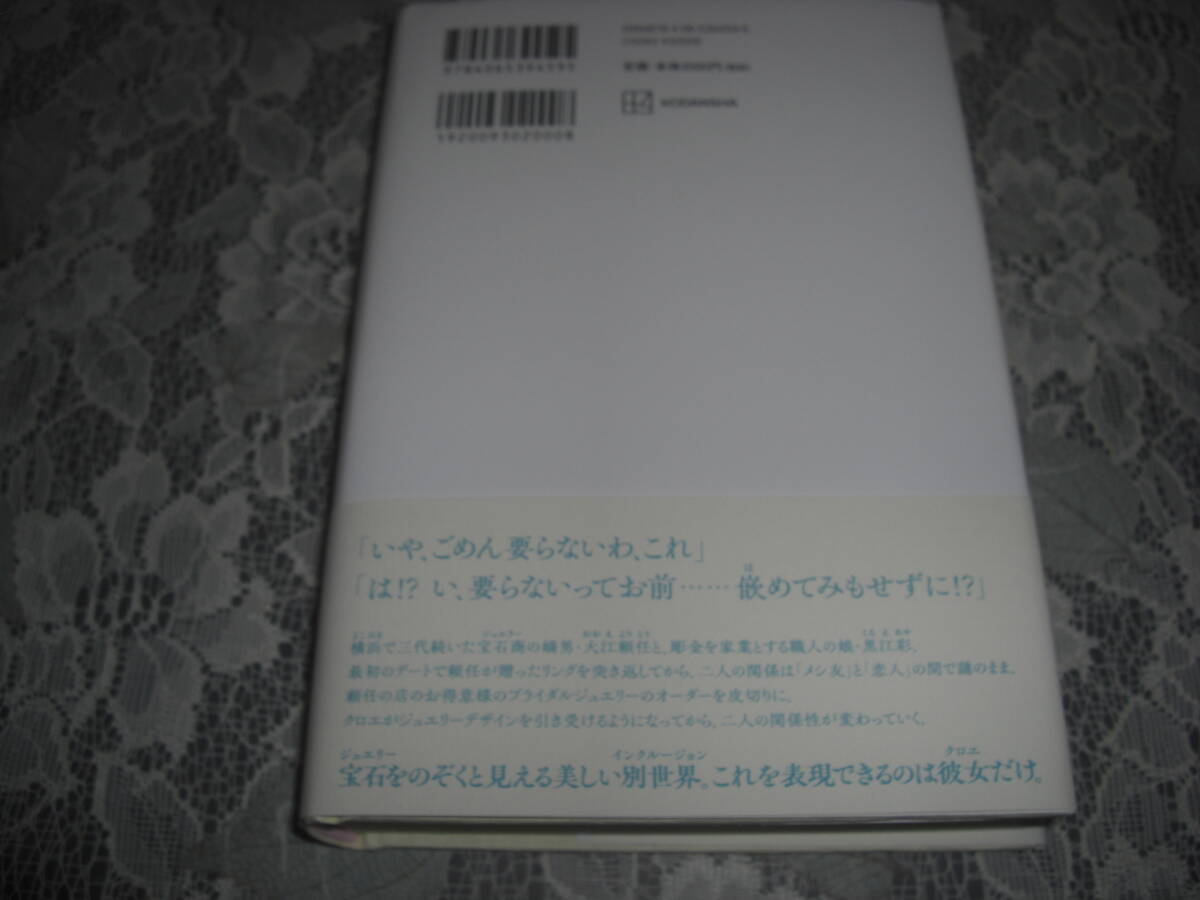 1920093020008
KODANSHA
「いや、ごめん 要らないわ、これ」
「は!? い、要らないってお前……嵌めてみもせずに!?」
横浜で三代続いた宝石商の嫡男・大江頼任と、彫金を家業とする職人の娘・黒江彩。
最初のデートで頼任が贈ったリングを突き返してから、二人の関係は「メシ友」と「恋人」の間で謎のまま。
頼任の店のお得意様のブライダルジュエリーのオーダーを皮切りに、
クロエがジュエリーデザインを引き受けるようになってから、二人の関係性が変わっていく。
宝石をのぞくと見える美しい別世界。これを表現できるのは彼女だけ。